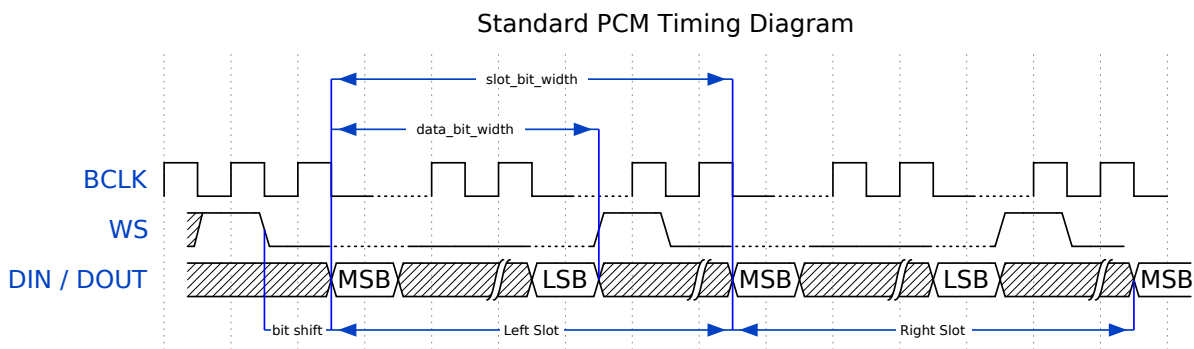 Standard PCM Timing Diagram
slot_bit_width
data_bit_width
BCLK
WS
DIN / DOUT
MSB
LSB
MSB
LSB
MSB
bit shift
Left Slot
Right Slot